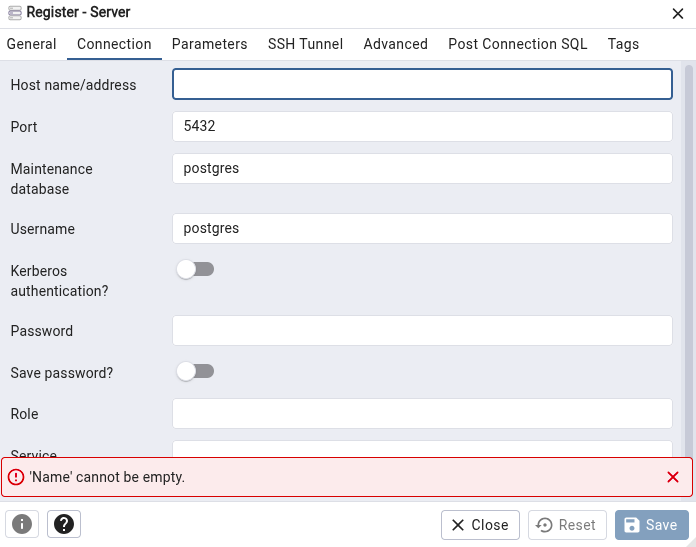 Register - Server
General Connection Parameters SSH Tunnel Advanced Post Connection SQL Tags
Host name/address
Port 5432
Maintenance database postgres
Username postgres
Kerberos authentication?
Password
Save password?
Role
Service
'Name' cannot be empty.
Close Reset Save